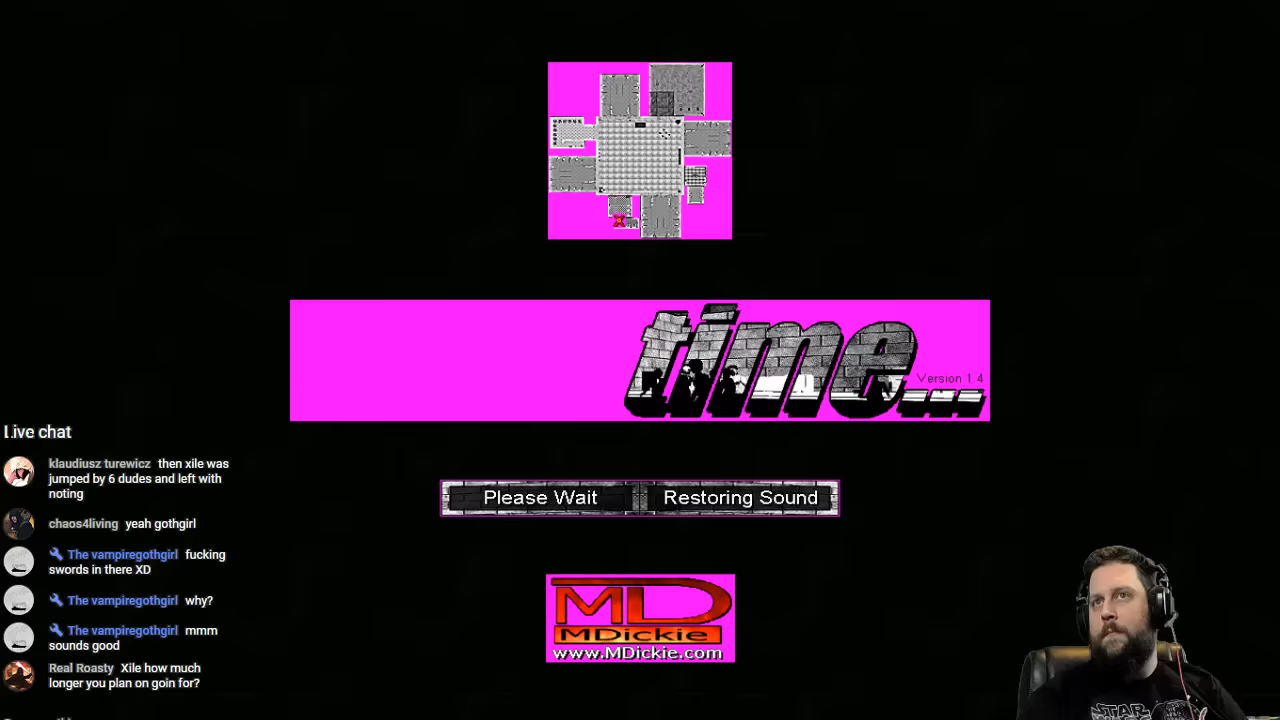 time...
Version 1.4
Please Wait
Restoring Sound
MD
MDickie
www.MDickie.com
Live chat
klaudiusz turewicz then xile was
jumped by 6 dudes and left with
noting
chaos4living yeah gothgirl
The vampiregothgirl fucking
swords in there XD
The vampiregothgirl why?
The vampiregothgirl mmm
sounds good
Real Roasty Xile how much
longer you plan on goin for?
STAR